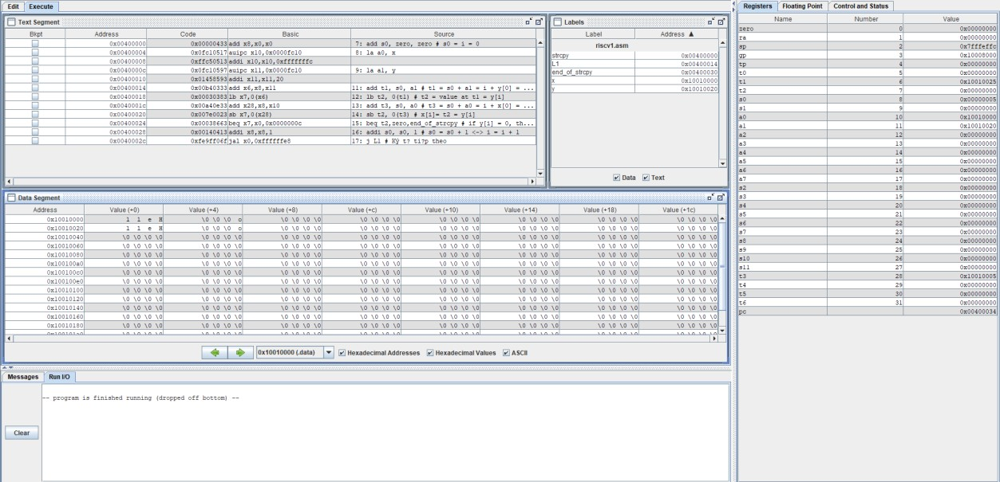 Edit Execute
Text Segment
Bkpt Address Code Basic Source
0x00400000 0x00000433 add x8,x0,x0 7: add s0, zero, zero # s0 = i = 0
0x00400004 0x0fc10517 auipc x10,0x0000fc10 8: la a0, x
0x00400008 0xffc50513 addi x10,x10,0xfffffffc
0x0040000c 0x0fc10597 auipc x11,0x0000fc10 9: la a1, y
0x00400010 0x01458593 addi x11,x11,20
0x00400014 0x00b40333 add x6,x8,x11 11: add t1, s0, a1 # t1 = s0 + a1 = i + y[0] = ...
0x00400018 0x00030383 lb x7,0(x6) 12: lb t2, 0(t1) # t2 = value at t1 = y[i]
0x0040001c 0x00a40e33 add x28,x8,x10 13: add t3, s0, a0 # t3 = s0 + a0 = i + x[0] = ...
0x00400020 0x007e0023 sb x7,0(x28) 14: sb t2, 0(t3) # x[i]= t2 = y[i]
0x00400024 0x00038663 beq x7,x0,0x0000000c 15: beq t2,zero,end_of_strcpy # if y[i] = 0, th...
0x00400028 0x00140413 addi x8,x8,1 16: addi s0, s0, 1 # s0 = s0 + 1 <-> i = i + 1
0x0040002c 0xfe9ff06f jal x0,0xffffffe8 17: j L1 # Ký t? ti?p theo
Labels
Label Address ▲
riscv1.asm
strcpy 0x00400000
L1 0x00400014
end_of_strcpy 0x00400030
x 0x10010000
y 0x10010020
Data Text
Data Segment
Address Value (+0) Value (+4) Value (+8) Value (+c) Value (+10) Value (+14) Value (+18) Value (+1c)
0x10010000 l l e H \0 \0 \0 o \0 \0 \0 \0 \0 \0 \0 \0 \0 \0 \0 \0 \0 \0 \0 \0 \0 \0 \0 \0 \0 \0 \0 \0
0x10010020 l l e H \0 \0 \0 o \0 \0 \0 \0 \0 \0 \0 \0 \0 \0 \0 \0 \0 \0 \0 \0 \0 \0 \0 \0 \0 \0 \0 \0
0x10010040 \0 \0 \0 \0 \0 \0 \0 \0 \0 \0 \0 \0 \0 \0 \0 \0 \0 \0 \0 \0 \0 \0 \0 \0 \0 \0 \0 \0 \0 \0 \0 \0
0x10010060 \0 \0 \0 \0 \0 \0 \0 \0 \0 \0 \0 \0 \0 \0 \0 \0 \0 \0 \0 \0 \0 \0 \0 \0 \0 \0 \0 \0 \0 \0 \0 \0
0x10010080 \0 \0 \0 \0 \0 \0 \0 \0 \0 \0 \0 \0 \0 \0 \0 \0 \0 \0 \0 \0 \0 \0 \0 \0 \0 \0 \0 \0 \0 \0 \0 \0
0x100100a0 \0 \0 \0 \0 \0 \0 \0 \0 \0 \0 \0 \0 \0 \0 \0 \0 \0 \0 \0 \0 \0 \0 \0 \0 \0 \0 \0 \0 \0 \0 \0 \0
0x100100c0 \0 \0 \0 \0 \0 \0 \0 \0 \0 \0 \0 \0 \0 \0 \0 \0 \0 \0 \0 \0 \0 \0 \0 \0 \0 \0 \0 \0 \0 \0 \0 \0
0x100100e0 \0 \0 \0 \0 \0 \0 \0 \0 \0 \0 \0 \0 \0 \0 \0 \0 \0 \0 \0 \0 \0 \0 \0 \0 \0 \0 \0 \0 \0 \0 \0 \0
0x10010100 \0 \0 \0 \0 \0 \0 \0 \0 \0 \0 \0 \0 \0 \0 \0 \0 \0 \0 \0 \0 \0 \0 \0 \0 \0 \0 \0 \0 \0 \0 \0 \0
0x10010120 \0 \0 \0 \0 \0 \0 \0 \0 \0 \0 \0 \0 \0 \0 \0 \0 \0 \0 \0 \0 \0 \0 \0 \0 \0 \0 \0 \0 \0 \0 \0 \0
0x10010140 \0 \0 \0 \0 \0 \0 \0 \0 \0 \0 \0 \0 \0 \0 \0 \0 \0 \0 \0 \0 \0 \0 \0 \0 \0 \0 \0 \0 \0 \0 \0 \0
0x10010160 \0 \0 \0 \0 \0 \0 \0 \0 \0 \0 \0 \0 \0 \0 \0 \0 \0 \0 \0 \0 \0 \0 \0 \0 \0 \0 \0 \0 \0 \0 \0 \0
0x10010180 \0 \0 \0 \0 \0 \0 \0 \0 \0 \0 \0 \0 \0 \0 \0 \0 \0 \0 \0 \0 \0 \0 \0 \0 \0 \0 \0 \0 \0 \0 \0 \0
0x10010000 (.data) Hexadecimal Addresses Hexadecimal Values ASCII
Messages Run I/O
-- program is finished running (dropped off bottom) --
Clear
Registers Floating Point Control and Status
Name Number Value
zero 0 0x00000000
ra 1 0x00000000
sp 2 0x7fffeffc
gp 3 0x10008000
tp 4 0x00000000
t0 5 0x00000000
t1 6 0x10010025
t2 7 0x00000000
s0 8 0x00000005
s1 9 0x00000000
a0 10 0x10010000
a1 11 0x10010020
a2 12 0x00000000
a3 13 0x00000000
a4 14 0x00000000
a5 15 0x00000000
a6 16 0x00000000
a7 17 0x00000000
s2 18 0x00000000
s3 19 0x00000000
s4 20 0x00000000
s5 21 0x00000000
s6 22 0x00000000
s7 23 0x00000000
s8 24 0x00000000
s9 25 0x00000000
s10 26 0x00000000
s11 27 0x00000000
t3 28 0x10010005
t4 29 0x00000000
t5 30 0x00000000
t6 31 0x00000000
pc 0x00400034